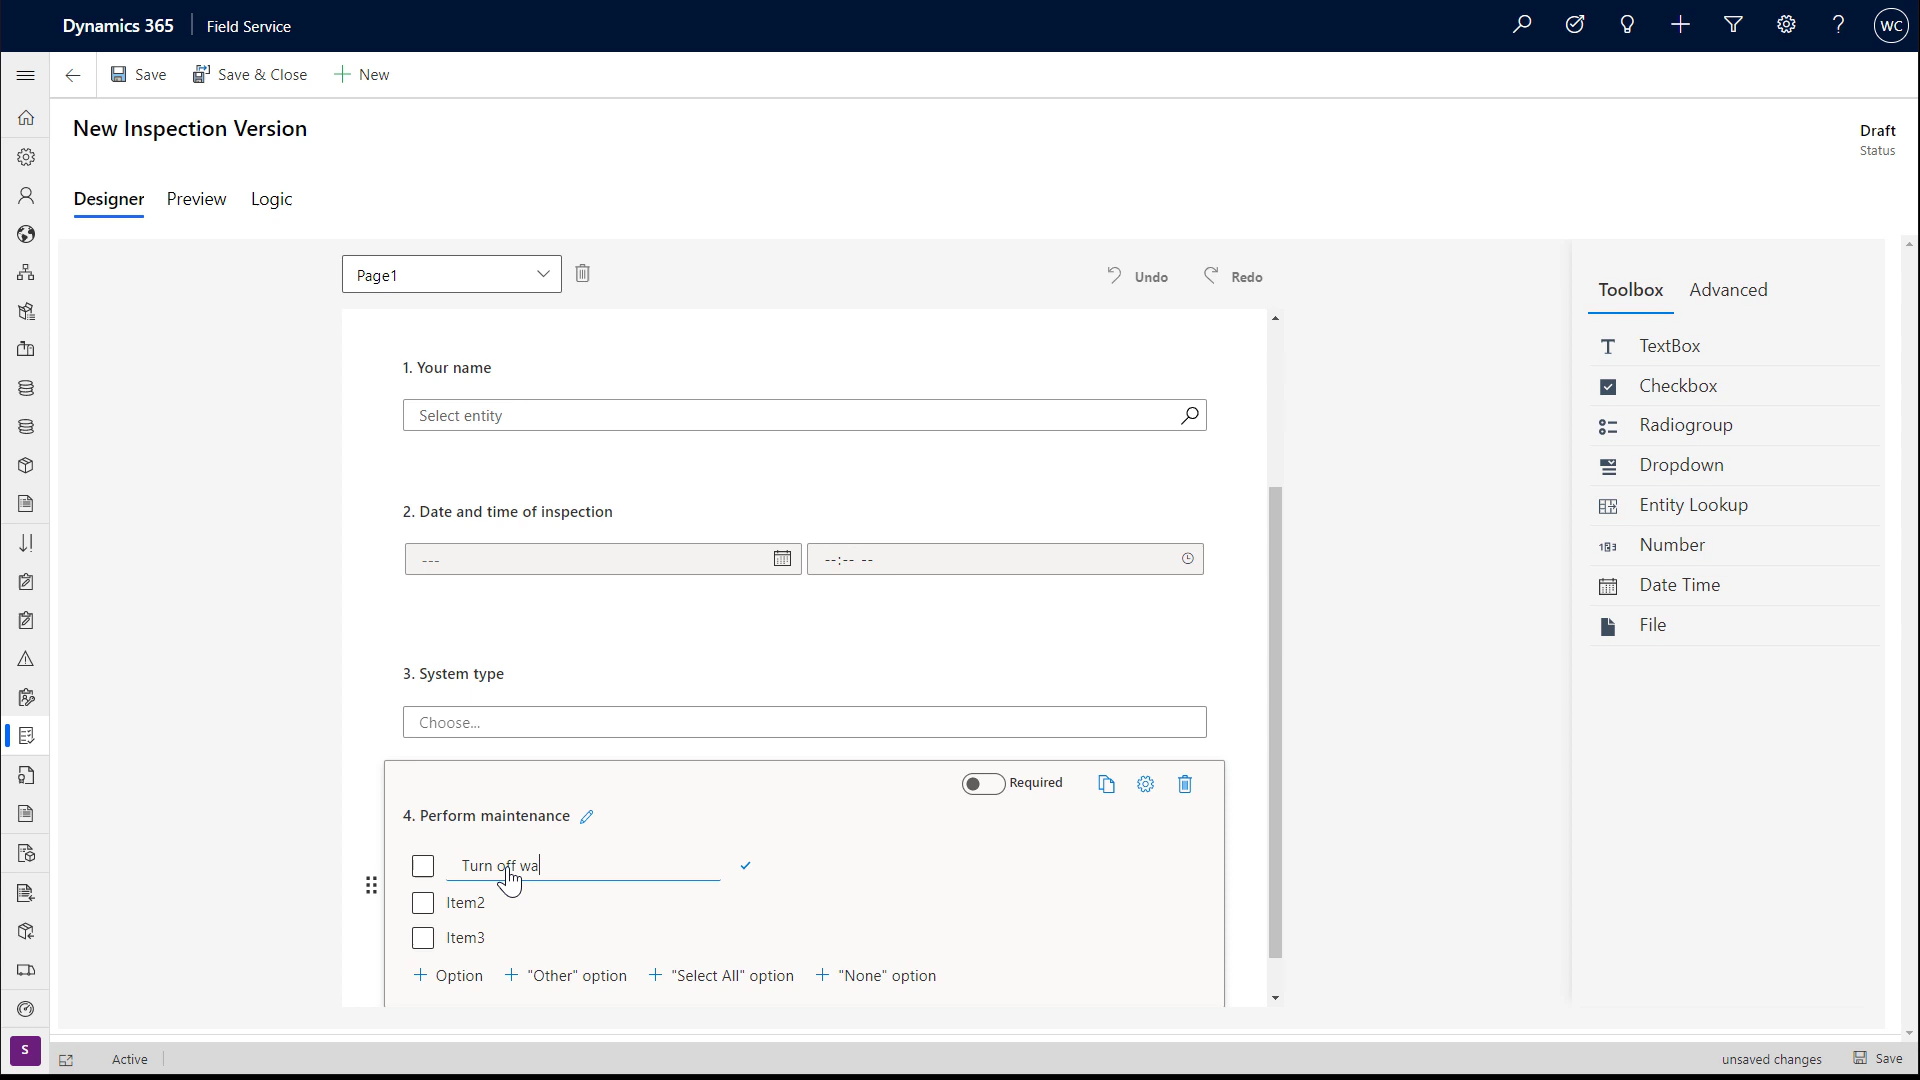 Dynamics 365 Field Service WC
Save Save & Close New
New Inspection Version
Draft
Status
Designer Preview Logic
Page1 Undo Redo
1. Your name
Select entity
2. Date and time of inspection
--- --:-- --
3. System type
Choose...
Required
4. Perform maintenance
Turn off wa
Item2
Item3
Option "Other" option "Select All" option "None" option
Toolbox Advanced
TextBox
Checkbox
Radiogroup
Dropdown
Entity Lookup
Number
Date Time
File
S
Active unsaved changes Save